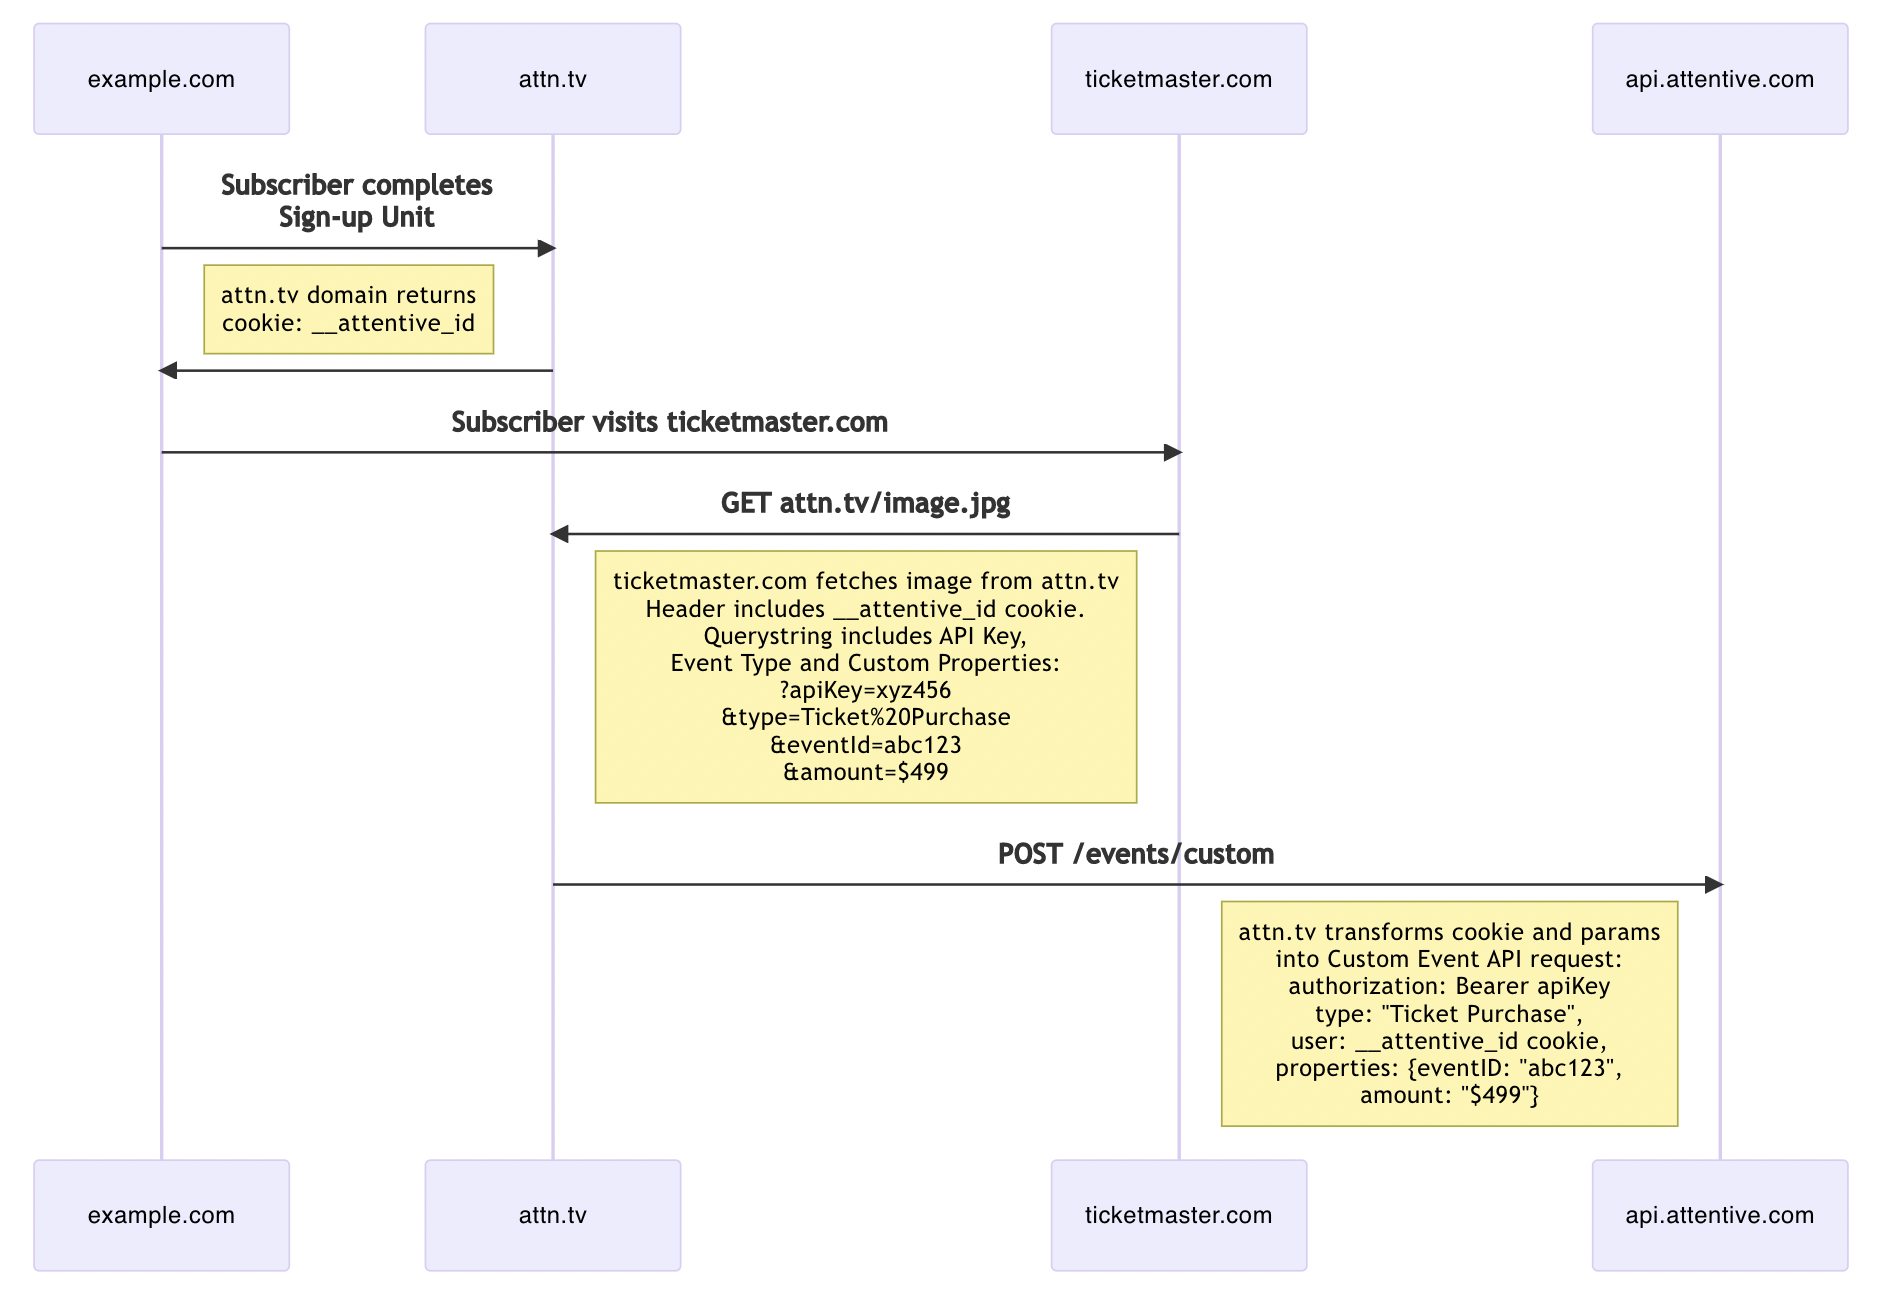 example.com
attn.tv
ticketmaster.com
api.attentive.com
Subscriber completes
Sign-up Unit
attn.tv domain returns
cookie: __attentive_id
Subscriber visits ticketmaster.com
GET attn.tv/image.jpg
ticketmaster.com fetches image from attn.tv
Header includes __attentive_id cookie.
Querystring includes API Key,
Event Type and Custom Properties:
?apiKey=xyz456
&type=Ticket%20Purchase
&eventId=abc123
&amount=$499
POST /events/custom
attn.tv transforms cookie and params
into Custom Event API request:
authorization: Bearer apiKey
type: "Ticket Purchase",
user: __attentive_id cookie,
properties: {eventID: "abc123",
amount: "$499"}
example.com
attn.tv
ticketmaster.com
api.attentive.com